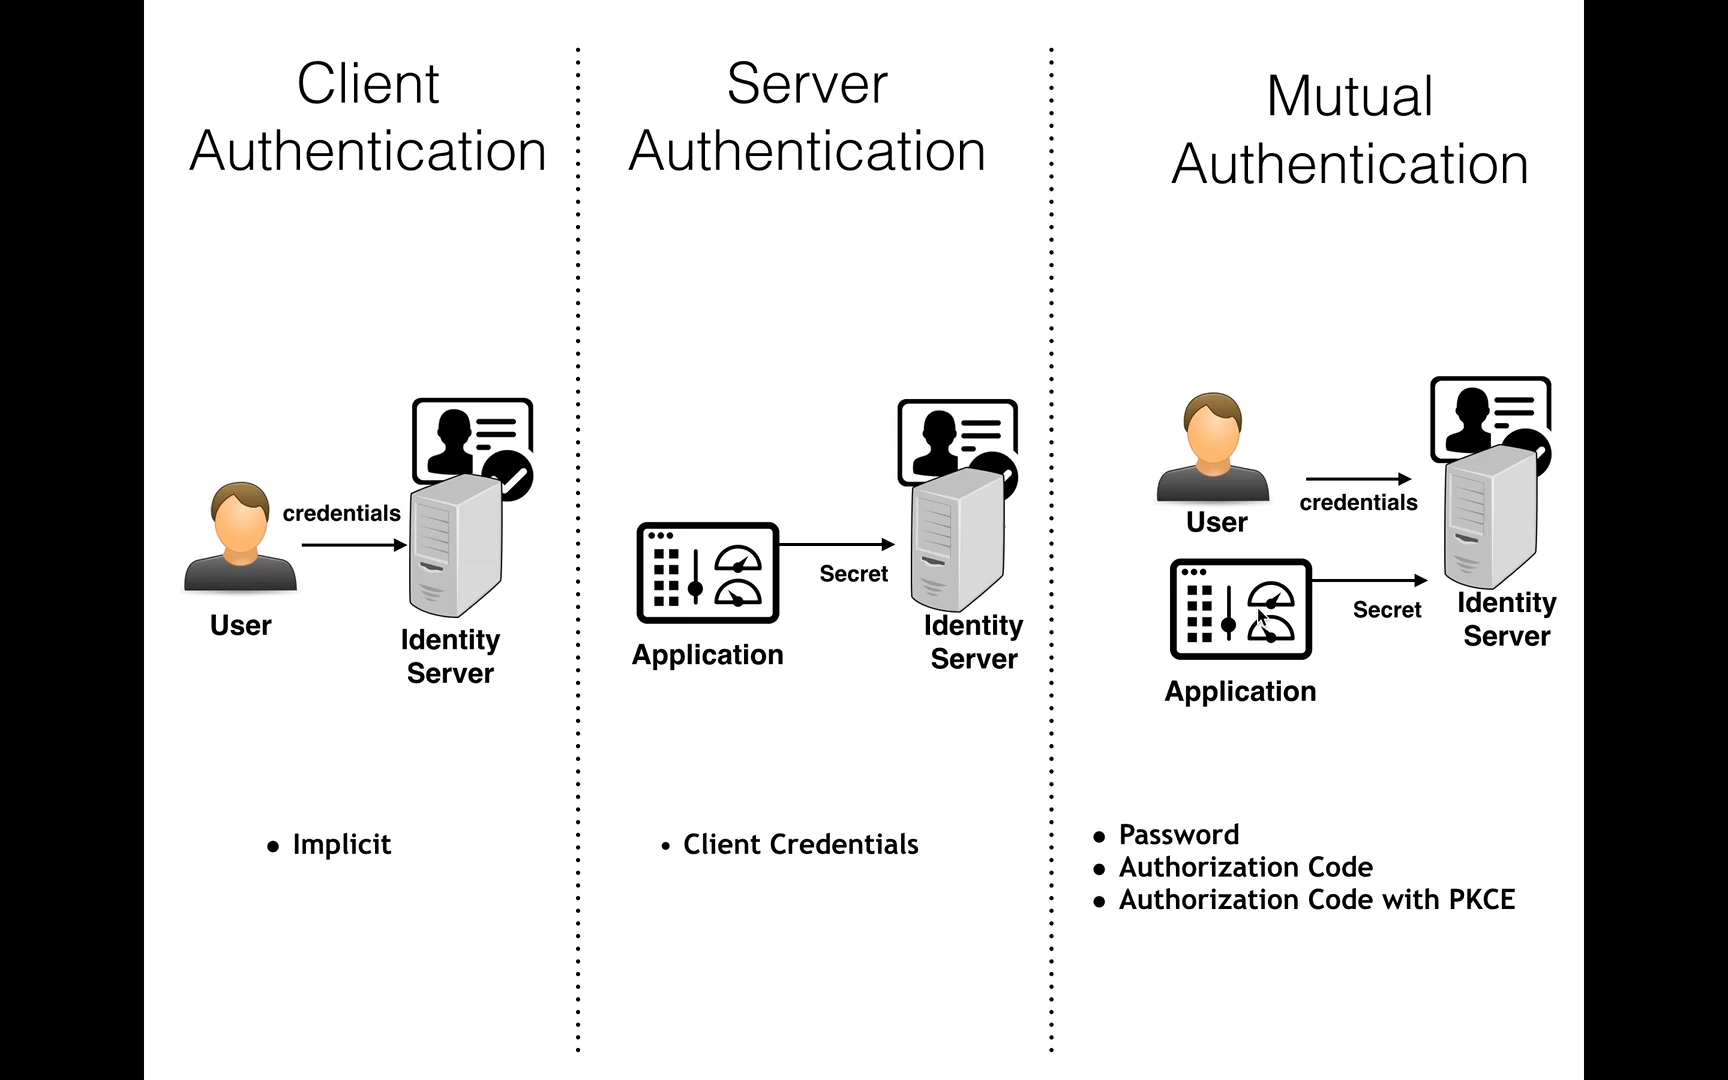 Client
Authentication
credentials
User
Identity
Server
• Implicit
Server
Authentication
Secret
Application
Identity
Server
• Client Credentials
Mutual
Authentication
credentials
User
Secret
Application
Identity
Server
• Password
• Authorization Code
• Authorization Code with PKCE